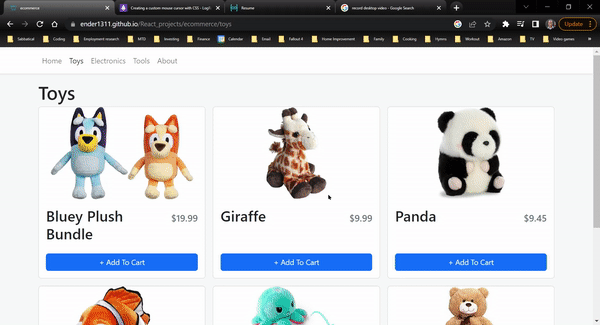 ecommerce
Creating a custom mouse cursor with CSS - Log
Resume
record desktop video - Google Search
ender1311.github.io/React_projects/ecommerce/toys
Update
Sabbatical Coding Employment research MTG Investing Finance Calendar Email Fallout 4 Home Improvement Family Cooking Hymns Workout Amazon TV Video games
Home Toys Electronics Tools About
Toys
Bluey Plush Bundle $19.99
Giraffe $9.99
Panda $9.45
+ Add To Cart + Add To Cart + Add To Cart